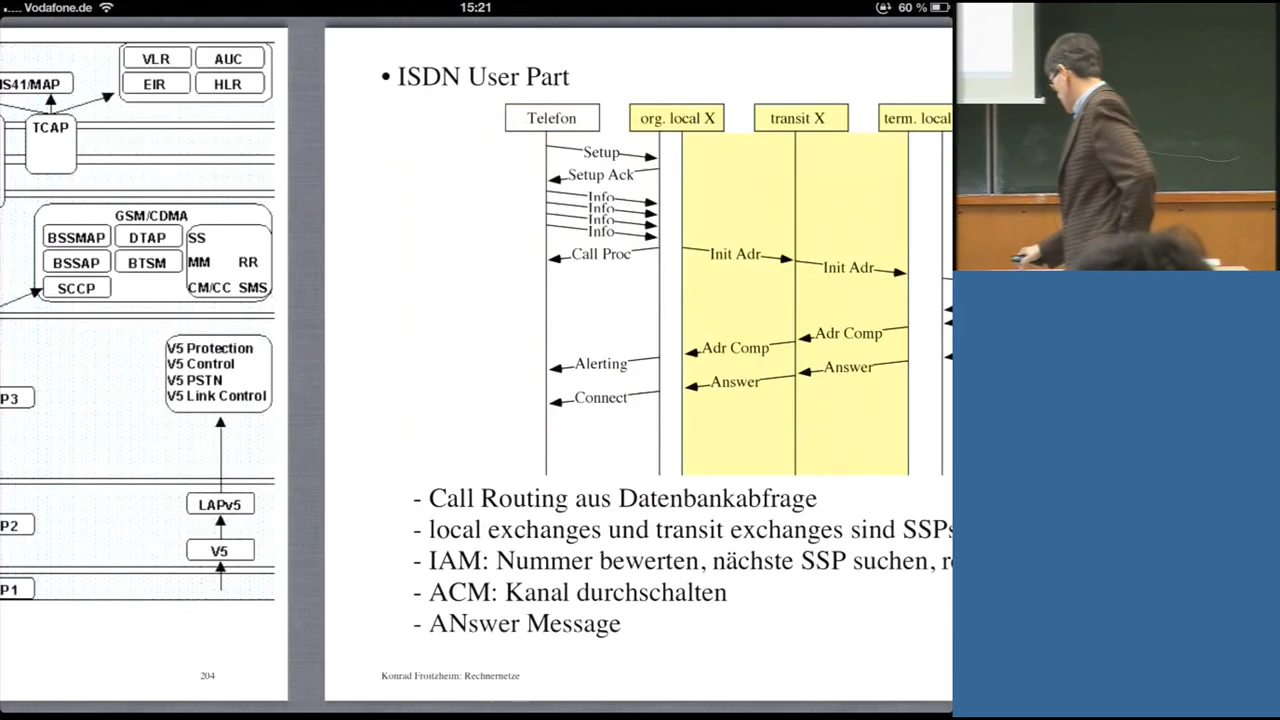 Vodafone.de
15:21
60 %
VLR
AUC
EIR
HLR
IS41/MAP
TCAP
GSM/CDMA
BSSMAP
DTAP
SS
BSSAP
BTSM
MM
RR
SCCP
CM/CC
SMS
V5 Protection
V5 Control
V5 PSTN
V5 Link Control
P3
LAPv5
P2
V5
P1
204
• ISDN User Part
Telefon
org. local X
transit X
term. local
Setup
Setup Ack
Info
Info
Info
Info
Call Proc
Init Adr
Init Adr
Adr Comp
Adr Comp
Alerting
Answer
Answer
Connect
- Call Routing aus Datenbankabfrage
- local exchanges und transit exchanges sind SSPs
- IAM: Nummer bewerten, nächste SSP suchen, re
- ACM: Kanal durchschalten
- ANswer Message
Konrad Froitzheim: Rechnernetze